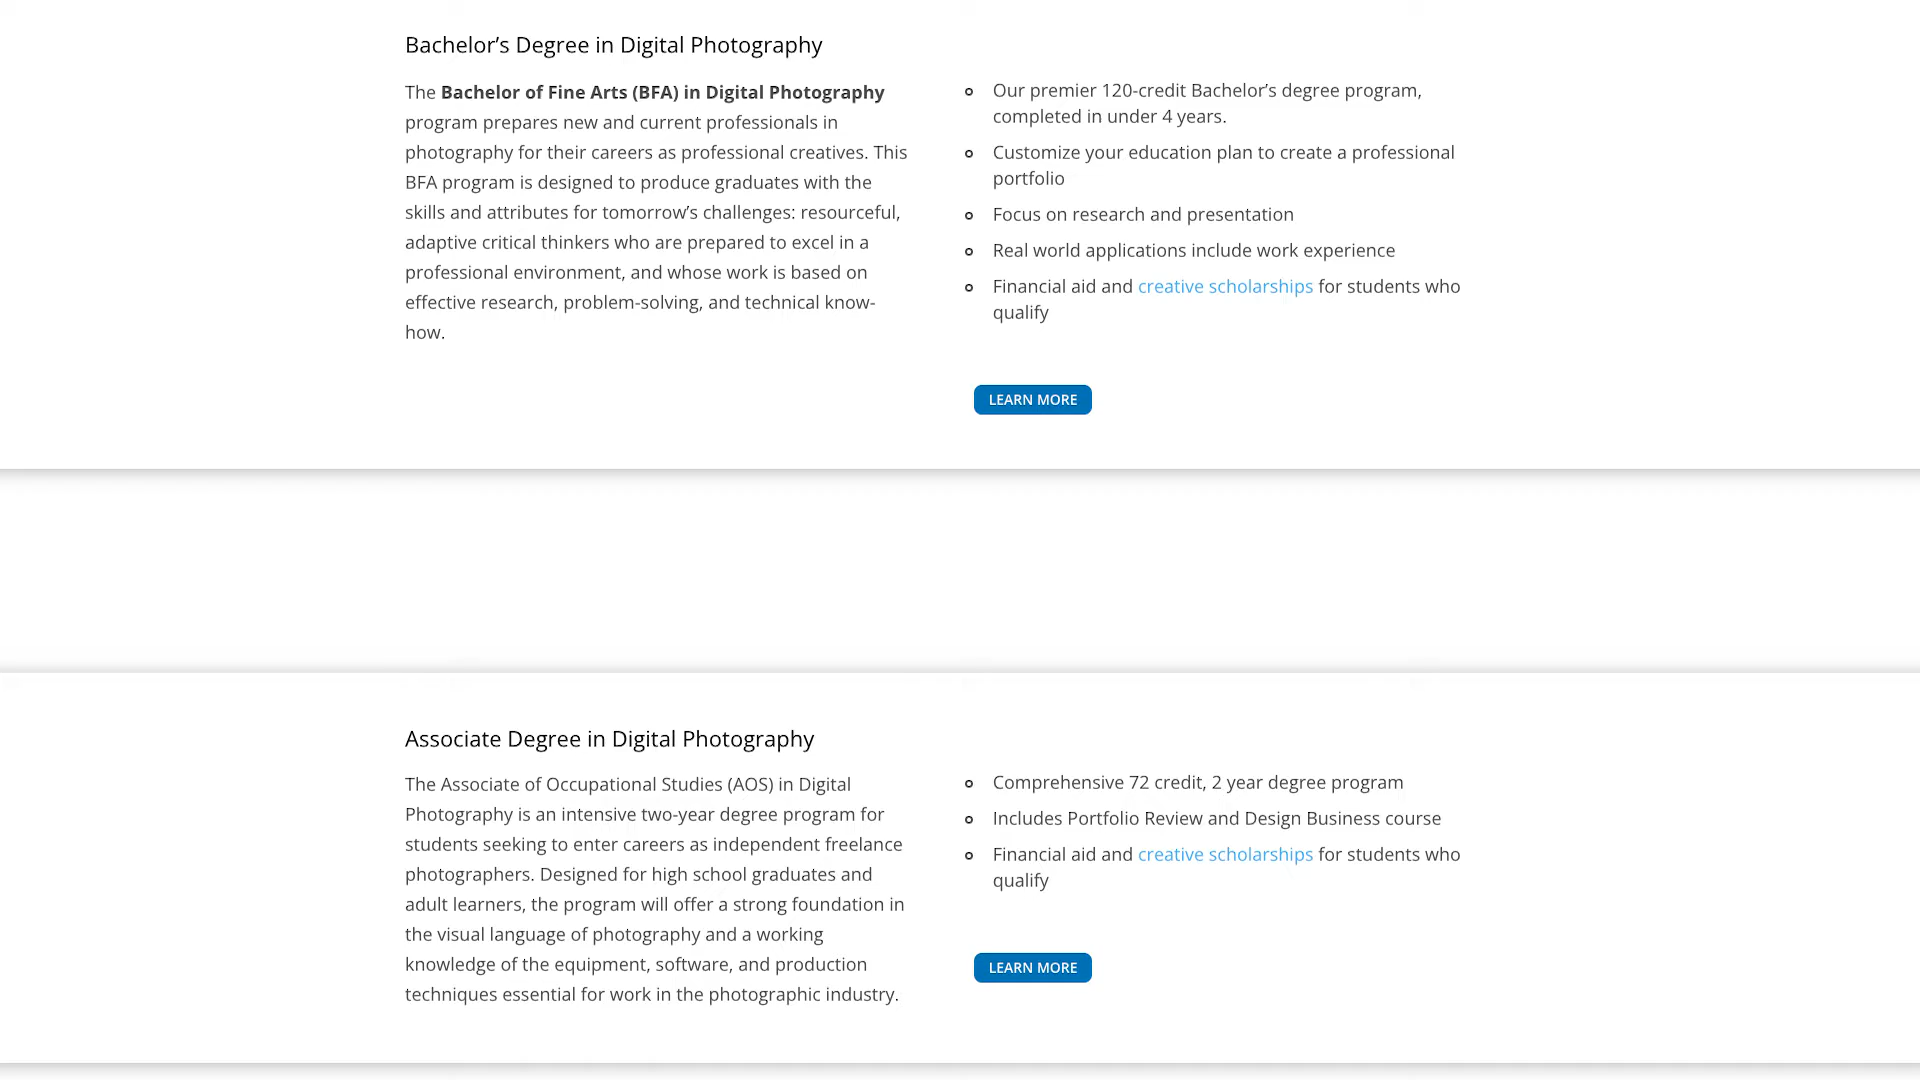 Bachelor’s Degree in Digital Photography
The Bachelor of Fine Arts (BFA) in Digital Photography
program prepares new and current professionals in
photography for their careers as professional creatives. This
BFA program is designed to produce graduates with the
skills and attributes for tomorrow’s challenges: resourceful,
adaptive critical thinkers who are prepared to excel in a
professional environment, and whose work is based on
effective research, problem-solving, and technical know-
how.
Our premier 120-credit Bachelor’s degree program,
completed in under 4 years.
Customize your education plan to create a professional
portfolio
Focus on research and presentation
Real world applications include work experience
Financial aid and creative scholarships for students who
qualify
LEARN MORE
Associate Degree in Digital Photography
The Associate of Occupational Studies (AOS) in Digital
Photography is an intensive two-year degree program for
students seeking to enter careers as independent freelance
photographers. Designed for high school graduates and
adult learners, the program will offer a strong foundation in
the visual language of photography and a working
knowledge of the equipment, software, and production
techniques essential for work in the photographic industry.
Comprehensive 72 credit, 2 year degree program
Includes Portfolio Review and Design Business course
Financial aid and creative scholarships for students who
qualify
LEARN MORE